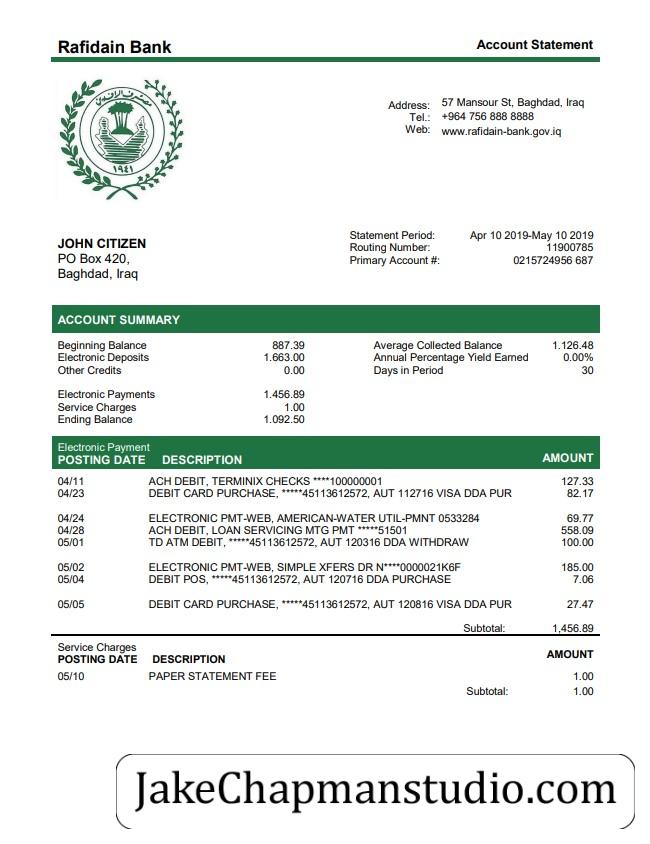 Rafidain Bank
Account Statement
مصرف الرافدين
١٩٤١
Address: 57 Mansour St, Baghdad, Iraq
Tel.: +964 756 888 8888
Web: www.rafidain-bank.gov.iq
JOHN CITIZEN
PO Box 420,
Baghdad, Iraq
Statement Period: Apr 10 2019-May 10 2019
Routing Number: 11900785
Primary Account #: 0215724956 687
ACCOUNT SUMMARY
Beginning Balance 887.39 Average Collected Balance 1.126.48
Electronic Deposits 1.663.00 Annual Percentage Yield Earned 0.00%
Other Credits 0.00 Days in Period 30
Electronic Payments 1.456.89
Service Charges 1.00
Ending Balance 1.092.50
Electronic Payment
POSTING DATE DESCRIPTION AMOUNT
04/11 ACH DEBIT, TERMINIX CHECKS ****100000001 127.33
04/23 DEBIT CARD PURCHASE, *****45113612572, AUT 112716 VISA DDA PUR 82.17
04/24 ELECTRONIC PMT-WEB, AMERICAN-WATER UTIL-PMNT 0533284 69.77
04/28 ACH DEBIT, LOAN SERVICING MTG PMT *****51501 558.09
05/01 TD ATM DEBIT, *****45113612572, AUT 120316 DDA WITHDRAW 100.00
05/02 ELECTRONIC PMT-WEB, SIMPLE XFERS DR N****0000021K6F 185.00
05/04 DEBIT POS, *****45113612572, AUT 120716 DDA PURCHASE 7.06
05/05 DEBIT CARD PURCHASE, *****45113612572, AUT 120816 VISA DDA PUR 27.47
Subtotal: 1,456.89
Service Charges
POSTING DATE DESCRIPTION AMOUNT
05/10 PAPER STATEMENT FEE 1.00
Subtotal: 1.00
JakeChapmanstudio.com